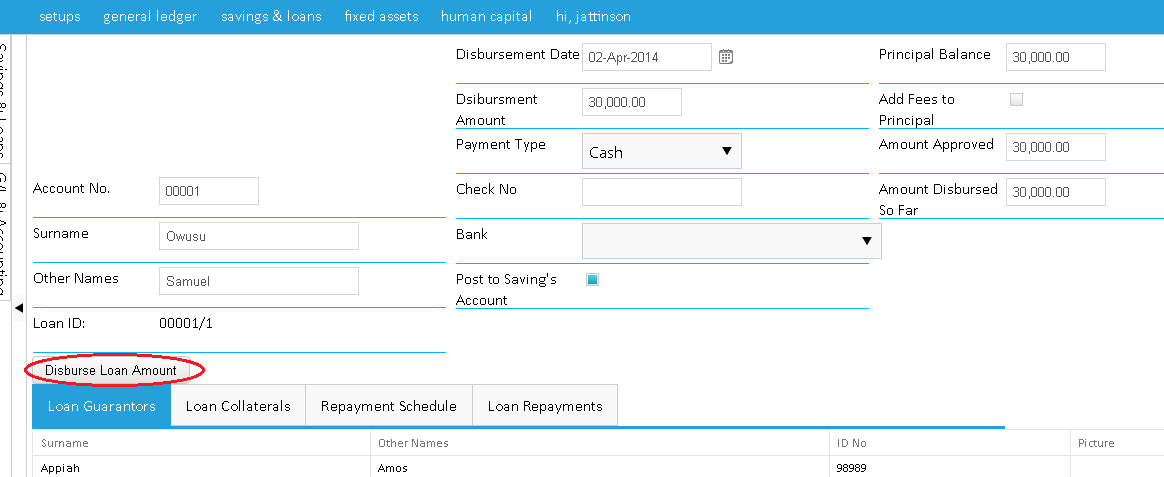 setups general ledger savings & loans fixed assets human capital hi, jattinson
Savings & Loans
G/L & Accounting
Disbursement Date 02-Apr-2014
Principal Balance 30,000.00
Dsibursment Amount 30,000.00
Add Fees to Principal
Payment Type Cash
Amount Approved 30,000.00
Account No. 00001
Check No
Amount Disbursed So Far 30,000.00
Surname Owusu
Bank
Other Names Samuel
Post to Saving's Account
Loan ID: 00001/1
Disburse Loan Amount
Loan Guarantors Loan Collaterals Repayment Schedule Loan Repayments
Surname Other Names ID No Picture
Appiah Amos 98989